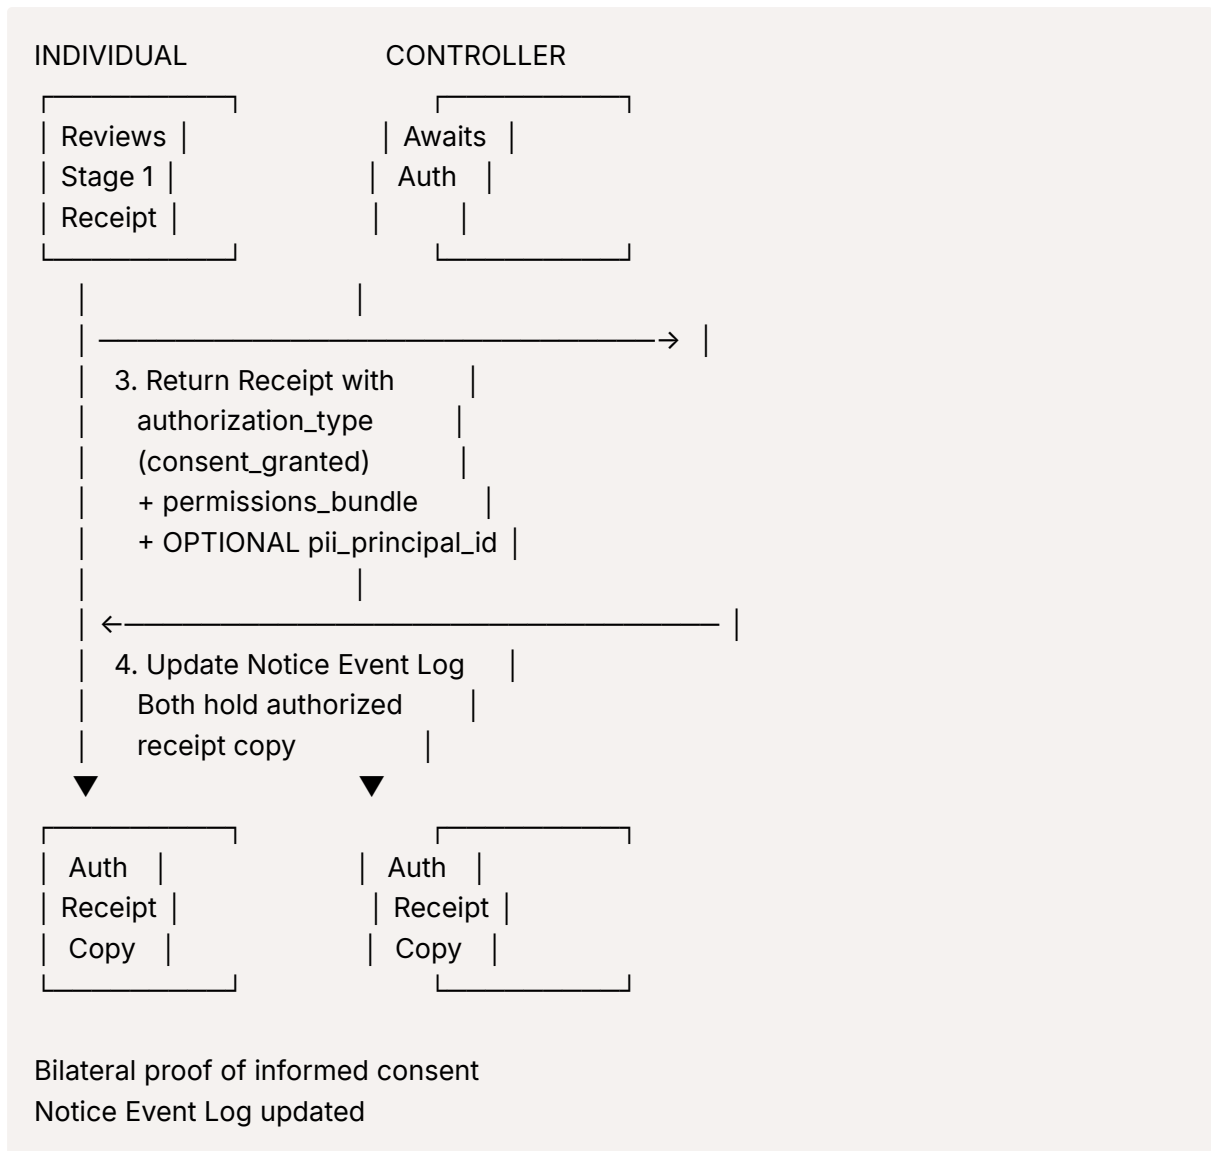 INDIVIDUAL CONTROLLER
Reviews Awaits
Stage 1 Auth
Receipt
3. Return Receipt with
authorization_type
(consent_granted)
+ permissions_bundle
+ OPTIONAL pii_principal_id
4. Update Notice Event Log
Both hold authorized
receipt copy
Auth Auth
Receipt Receipt
Copy Copy
Bilateral proof of informed consent
Notice Event Log updated